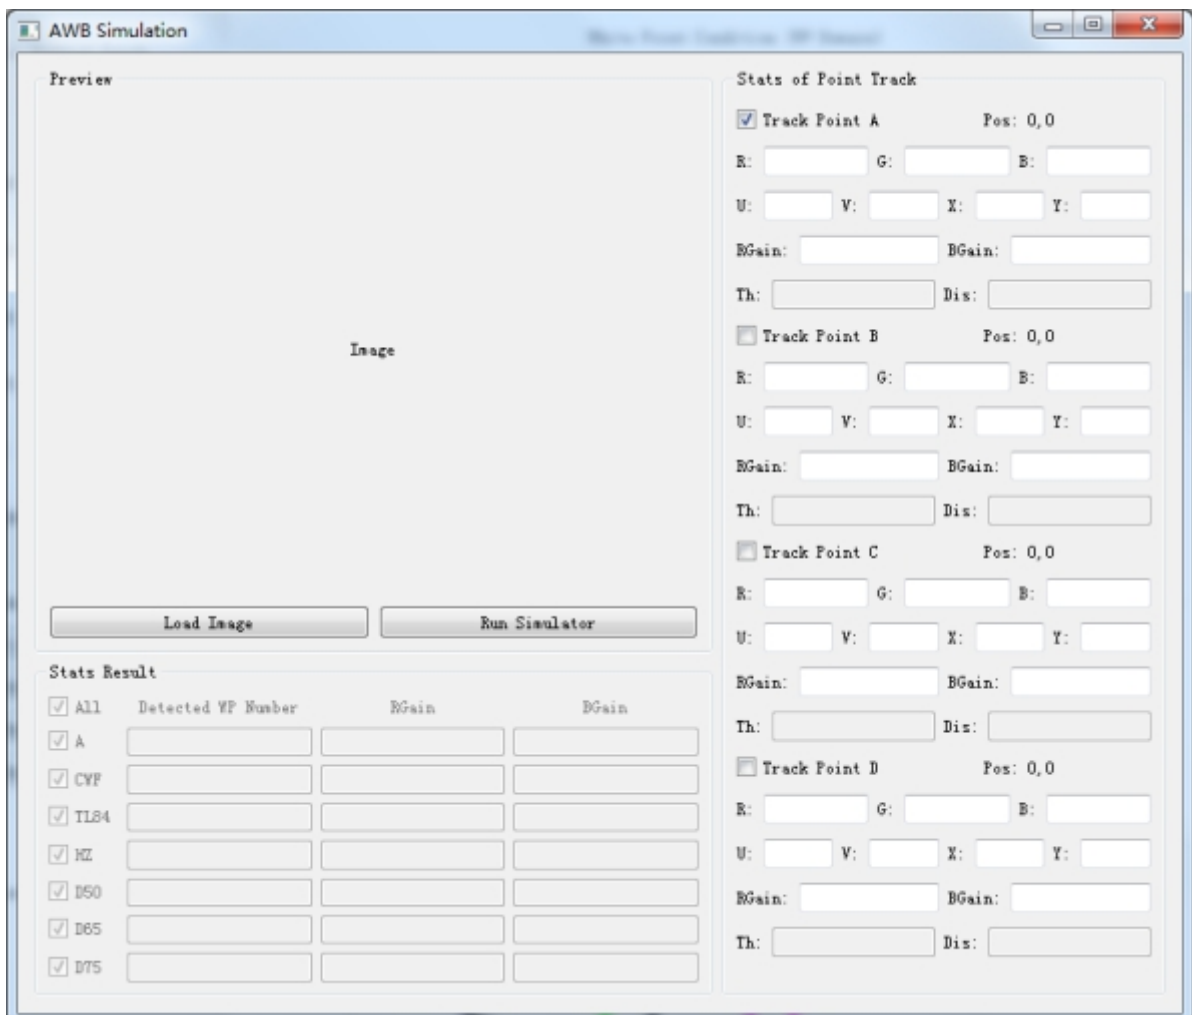 AWB Simulation
Preview
Image
Load Image
Run Simulator
Stats Result
All Detected WP Number RGain BGain
A
CWF
TL84
HZ
D50
D65
D75
Stats of Point Track
Track Point A Pos: 0,0
R: G: B:
U: V: X: Y:
RGain: BGain:
Th: Dis:
Track Point B Pos: 0,0
R: G: B:
U: V: X: Y:
RGain: BGain:
Th: Dis:
Track Point C Pos: 0,0
R: G: B:
U: V: X: Y:
RGain: BGain:
Th: Dis:
Track Point D Pos: 0,0
R: G: B:
U: V: X: Y:
RGain: BGain:
Th: Dis: